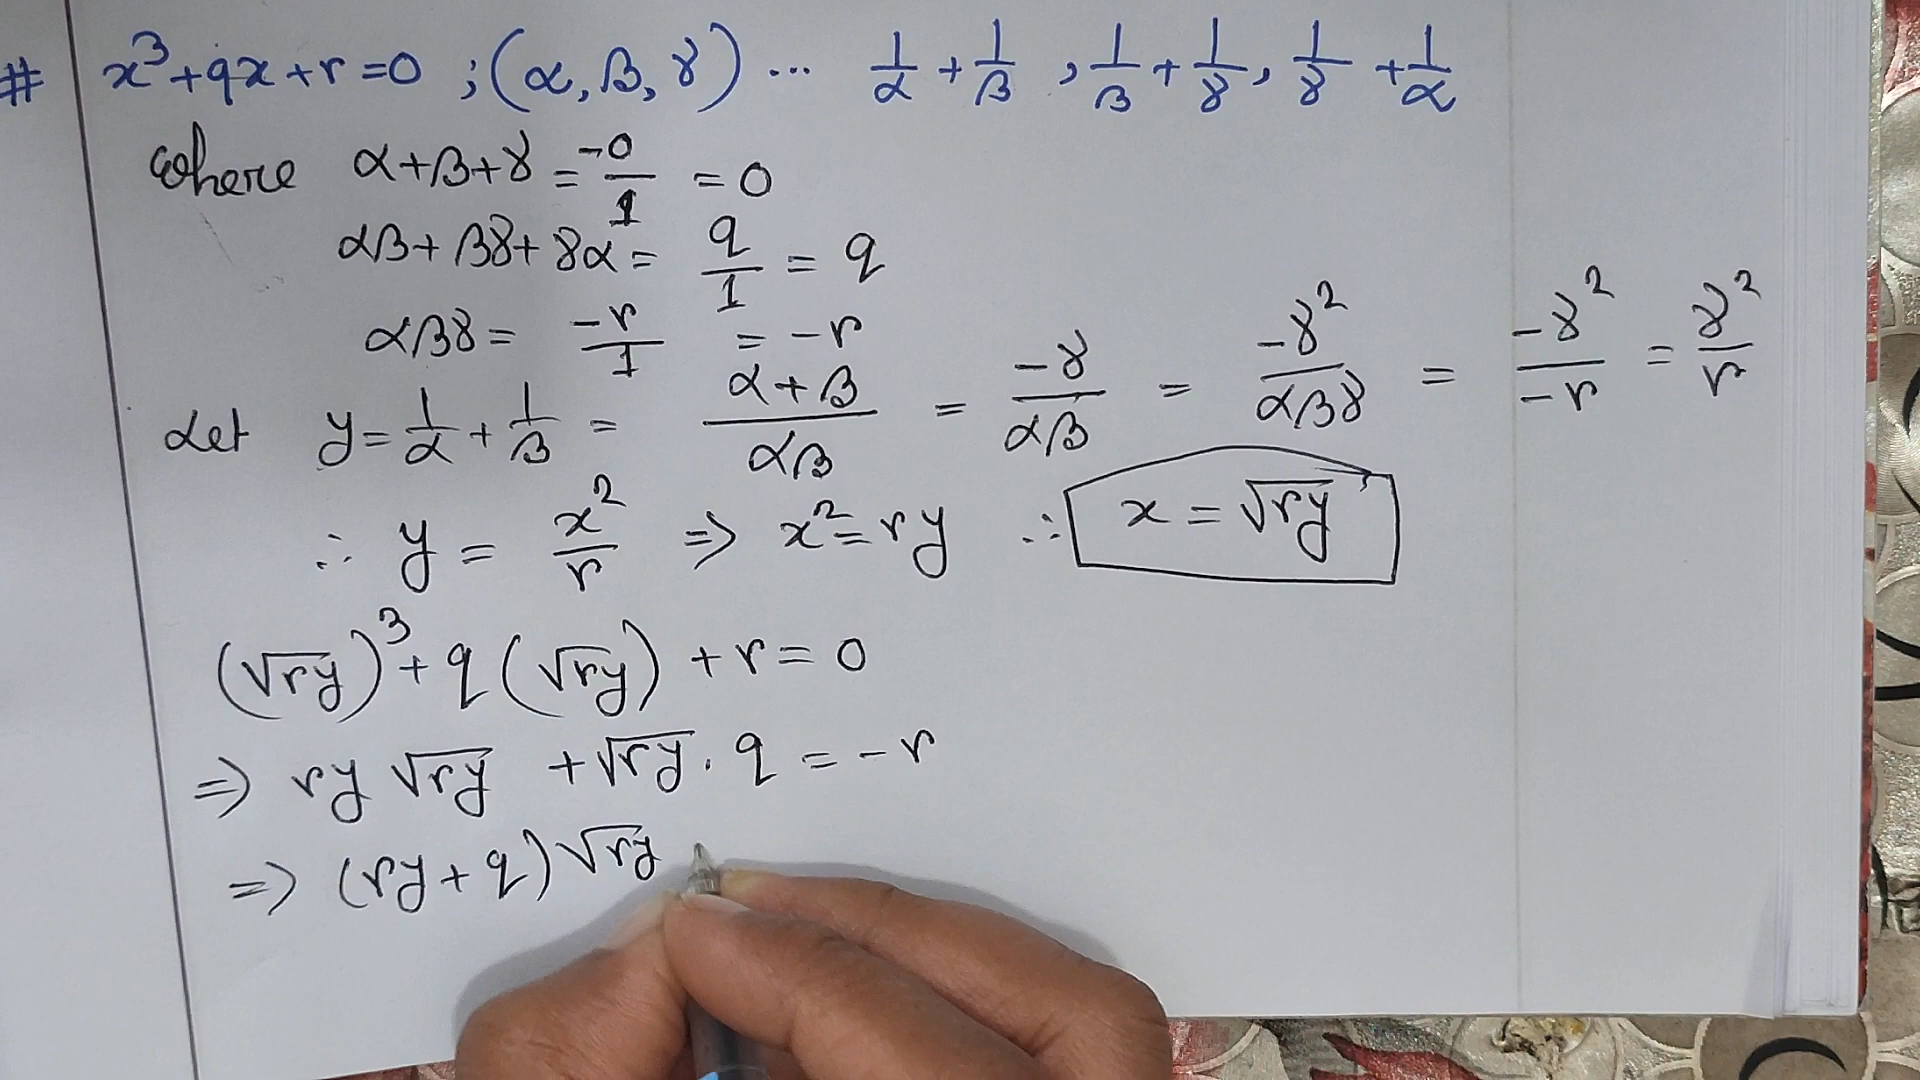 # x³+qx+r=0 ; (α, β, γ) ... 1/α + 1/β , 1/β + 1/γ , 1/γ + 1/α
where α+β+γ = -0/1 = 0
αβ+βγ+γα = q/1 = q
αβγ = -r/1 = -r
Let y = 1/α + 1/β = (α+β)/(αβ) = -γ/(αβ) = -γ²/(αβγ) = -γ²/-r = γ²/r
∴ y = x²/r ⇒ x² = ry ∴ x = √ry
(√ry)³ + q(√ry) + r = 0
⇒ ry √ry + √ry . q = -r
⇒ (ry+q)√ry